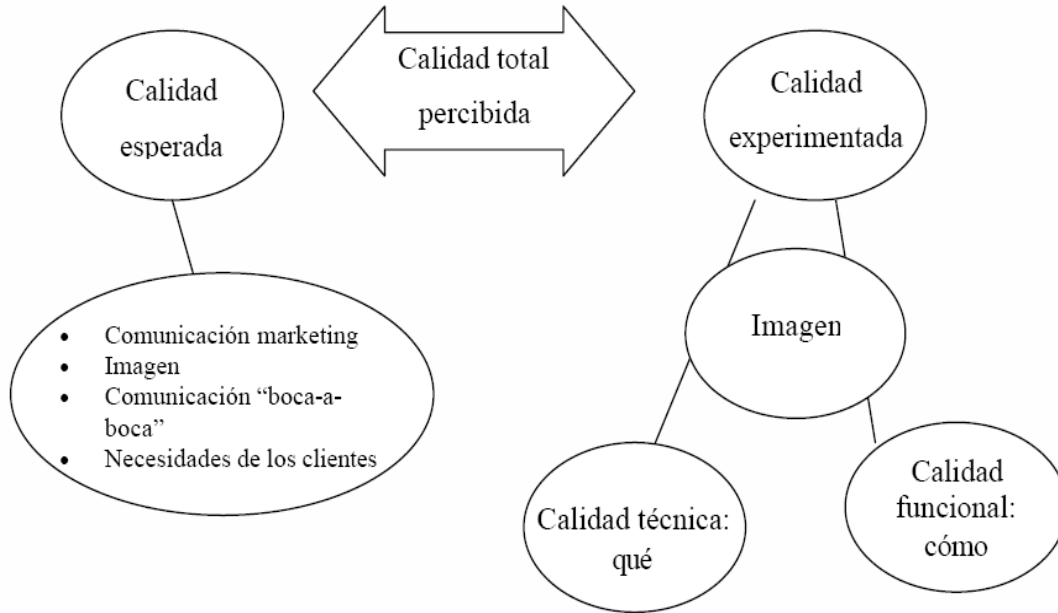 Calidad
esperada
Calidad total
percibida
Calidad
experimentada
• Comunicación marketing
• Imagen
• Comunicación “boca-a-
boca”
• Necesidades de los clientes
Imagen
Calidad técnica:
qué
Calidad
funcional:
cómo